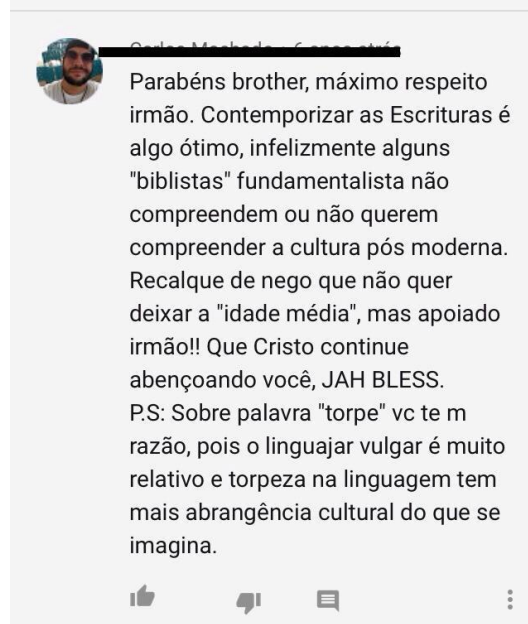 Parabéns brother, máximo respeito
irmão. Contemporizar as Escrituras é
algo ótimo, infelizmente alguns
"biblistas" fundamentalista não
compreendem ou não querem
compreender a cultura pós moderna.
Recalque de nego que não quer
deixar a "idade média", mas apoiado
irmão!! Que Cristo continue
abençoando você, JAH BLESS.
P.S: Sobre palavra "torpe" vc te m
razão, pois o linguajar vulgar é muito
relativo e torpeza na linguagem tem
mais abrangência cultural do que se
imagina.